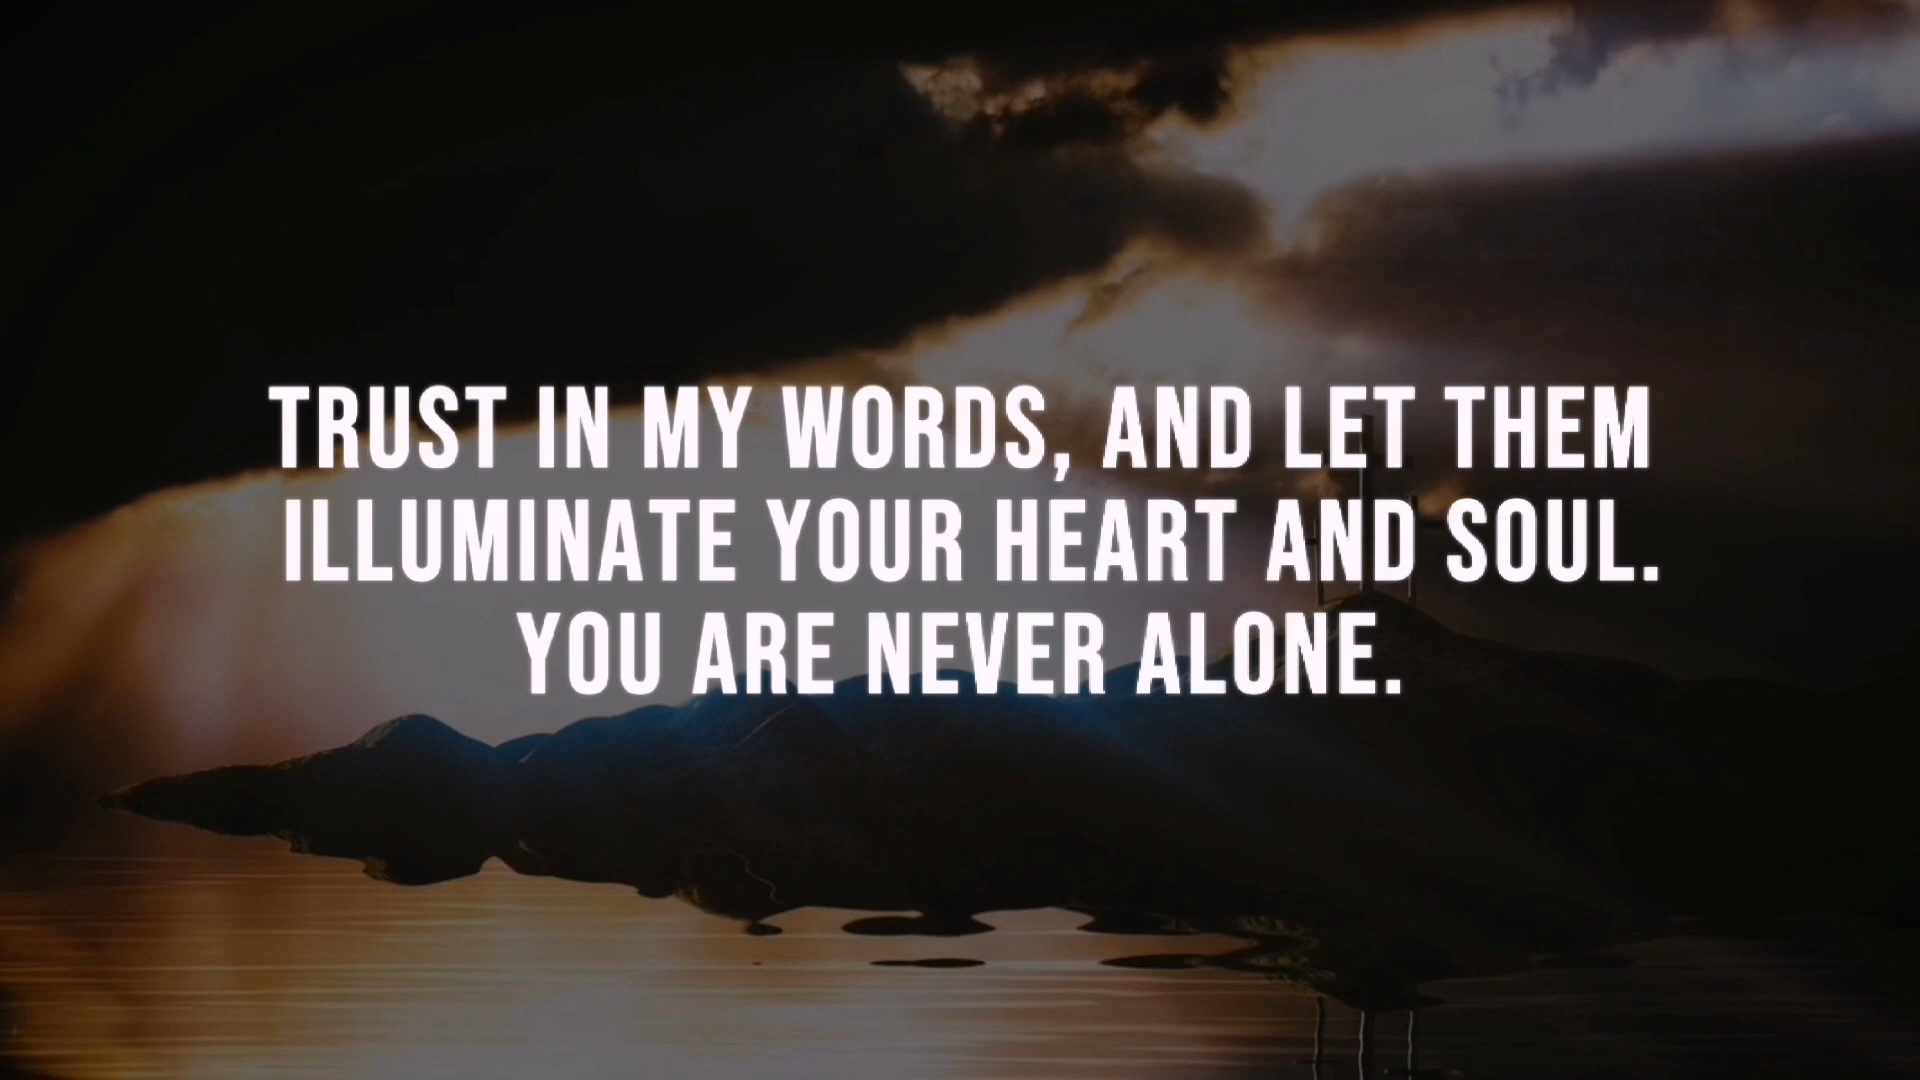 TRUST IN MY WORDS, AND LET THEM
ILLUMINATE YOUR HEART AND SOUL.
YOU ARE NEVER ALONE.